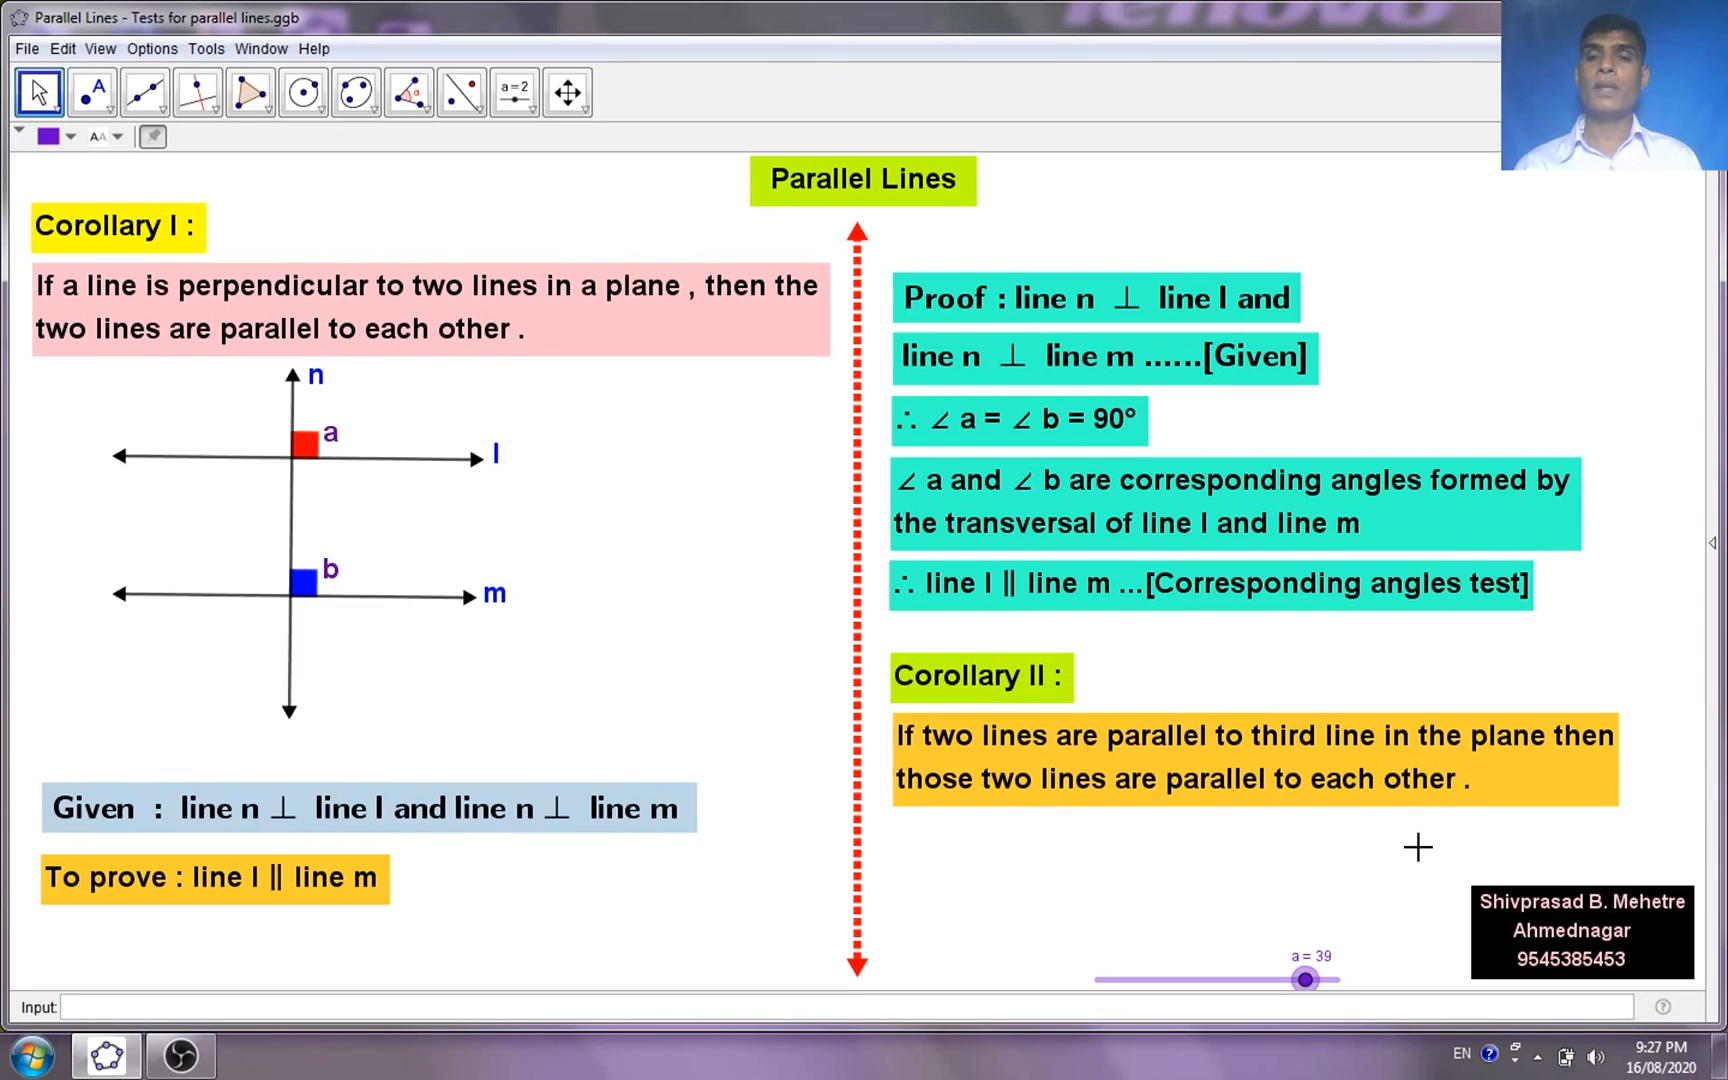 lenovo
Parallel Lines - Tests for parallel lines.ggb
File Edit View Options Tools Window Help
A
α
a=2
AA
Parallel Lines
Corollary I :
If a line is perpendicular to two lines in a plane , then the
two lines are parallel to each other .
n
a
l
b
m
Given : line n ⊥ line l and line n ⊥ line m
To prove : line l ∥ line m
Proof : line n ⊥ line l and
line n ⊥ line m ......[Given]
∴ ∠ a = ∠ b = 90°
∠ a and ∠ b are corresponding angles formed by
the transversal of line l and line m
∴ line l ∥ line m ...[Corresponding angles test]
Corollary II :
If two lines are parallel to third line in the plane then
those two lines are parallel to each other .
Shivprasad B. Mehetre
Ahmednagar
9545385453
a = 39
Input:
EN
9:27 PM
16/08/2020